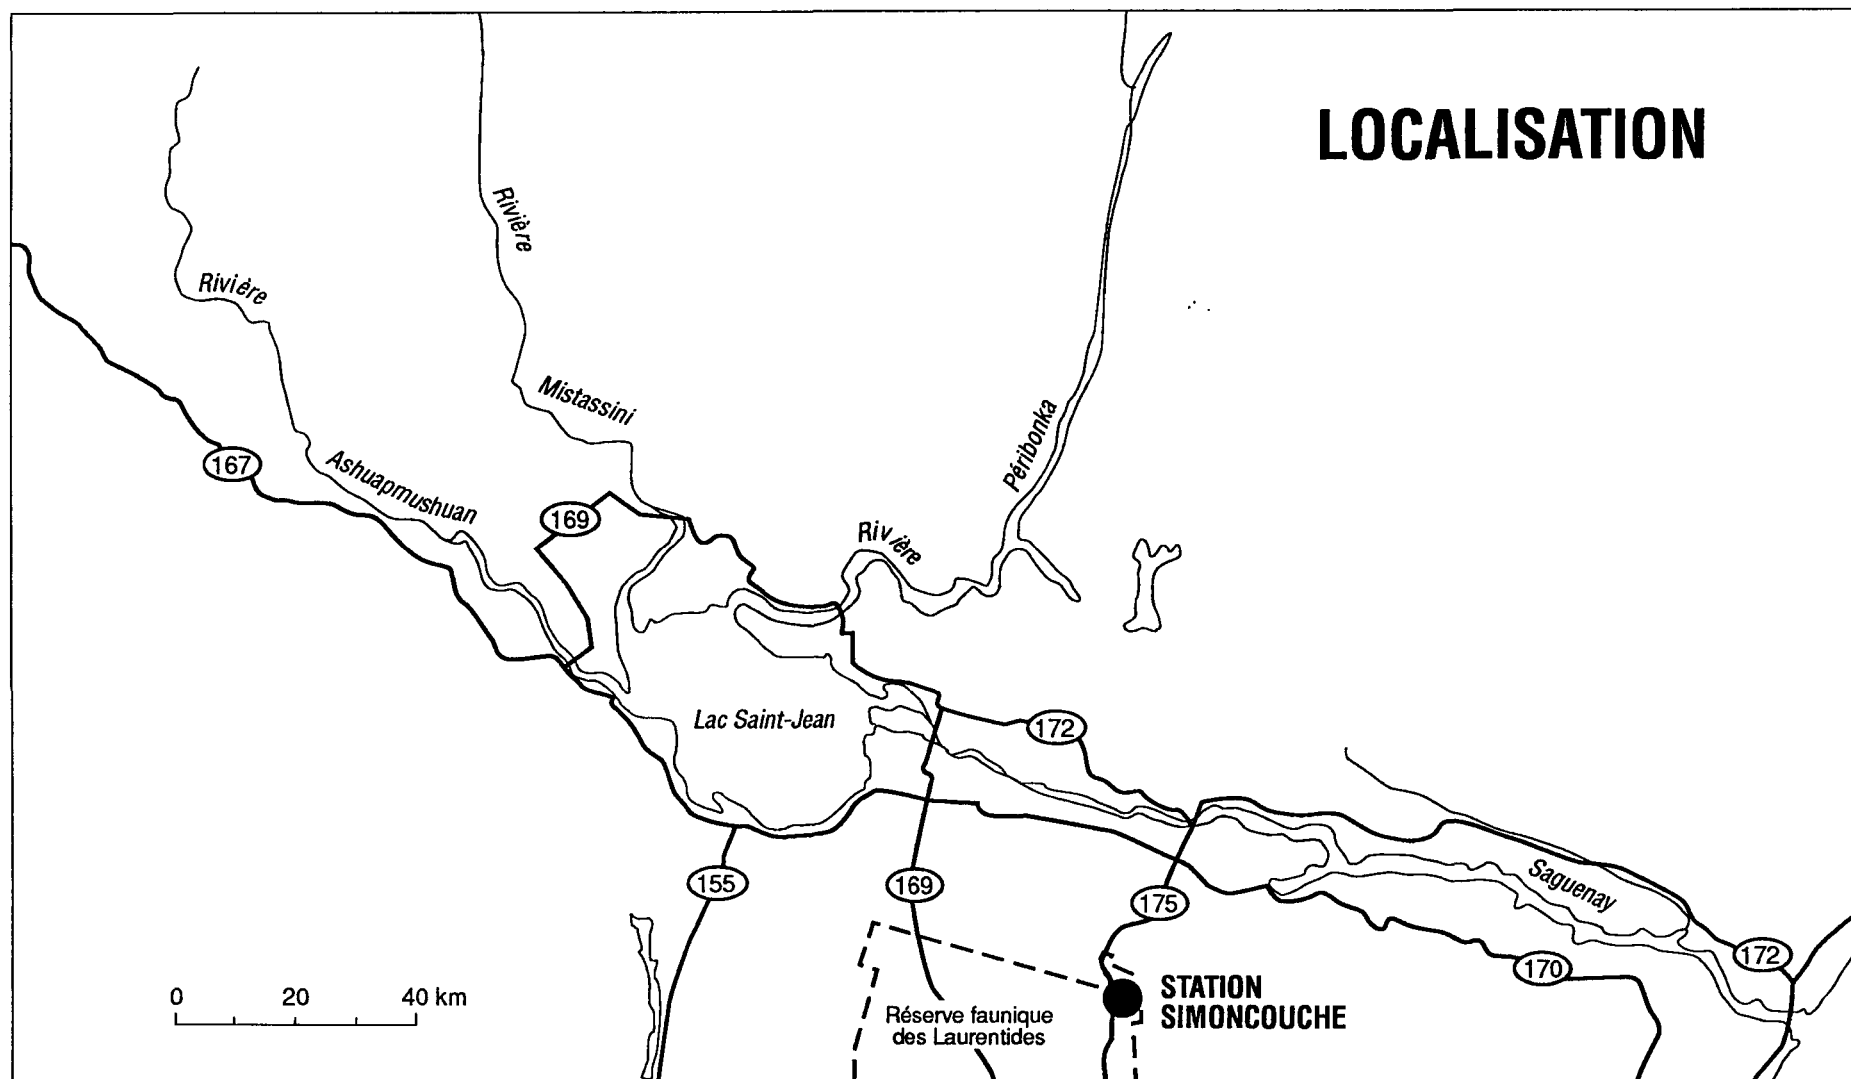 LOCALISATION
Rivière
Rivière
Mistassini
Péribonka
167
Ashuapmushuan
169
Rivière
Lac Saint-Jean
172
155
169
175
Saguenay
172
170
0 20 40 km
STATION
SIMONCOUCHE
Réserve faunique
des Laurentides